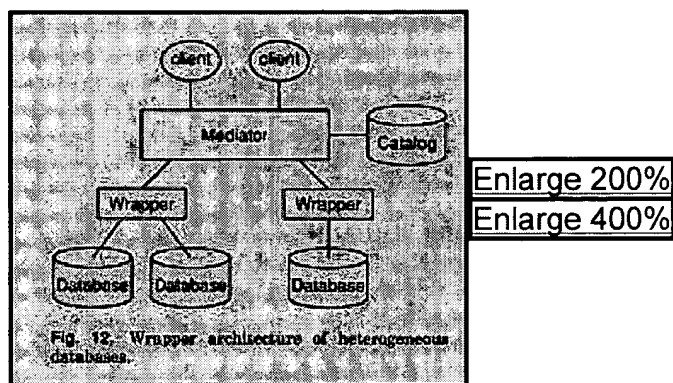 client client
Mediator
Catalog
Enlarge 200%
Wrapper Wrapper
Enlarge 400%
Database Database Database
Fig. 12. Wrapper architecture of heterogeneous
databases.